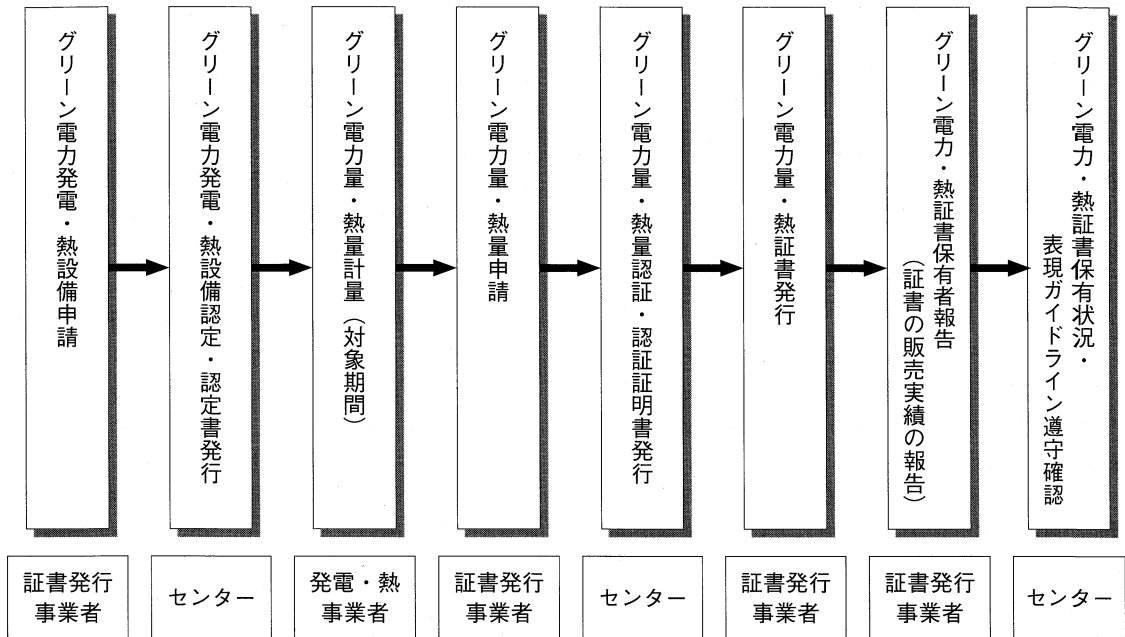 グリーン電力発電・熱設備申請
グリーン電力発電・熱設備認定・認定書発行
グリーン電力量・熱量計量（対象期間）
グリーン電力量・熱量申請
グリーン電力量・熱量認証・認証証明書発行
グリーン電力量・熱証書発行
グリーン電力・熱証書保有者報告
（証書の販売実績の報告）
グリーン電力・熱証書保有状況・
表現ガイドライン遵守確認
証書発行
事業者
センター
発電・熱
事業者
証書発行
事業者
センター
証書発行
事業者
証書発行
事業者
センター